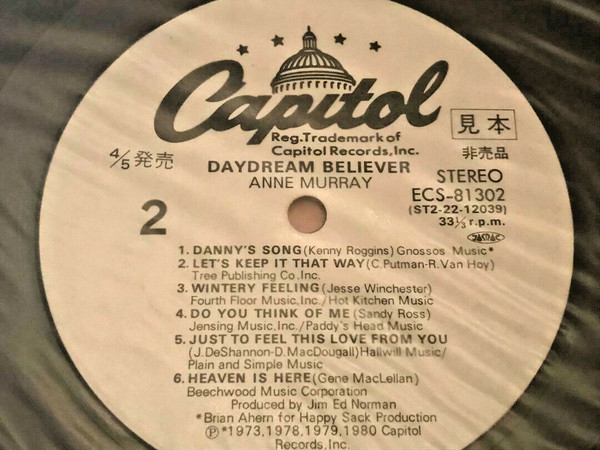 Capitol
Reg.Trademark of
Capitol Records,Inc.
見本
4/5 発売
非売品
DAYDREAM BELIEVER
ANNE MURRAY
STEREO
ECS-81302
(ST2-22-12039)
33⅓ r.p.m.
JASRAC
2
1. DANNY'S SONG (Kenny Roggins) Gnossos Music*
2. LET'S KEEP IT THAT WAY (C.Putman-R.Van Hoy)
Tree Publishing Co.Inc.
3. WINTERY FEELING (Jesse Winchester)
Fourth Floor Music,Inc./Hot Kitchen Music
4. DO YOU THINK OF ME (Sandy Ross)
Jensing Music,Inc./Paddy's Head Music
5. JUST TO FEEL THIS LOVE FROM YOU
(J.DeShannon-D.MacDougall) Hallwill Music/
Plain and Simple Music
6. HEAVEN IS HERE (Gene MacLellan)
Beechwood Music Corporation
Produced by Jim Ed Norman
*Brian Ahern for Happy Sack Production
Ⓟ*1973,1978,1979,1980 Capitol
Records,Inc.